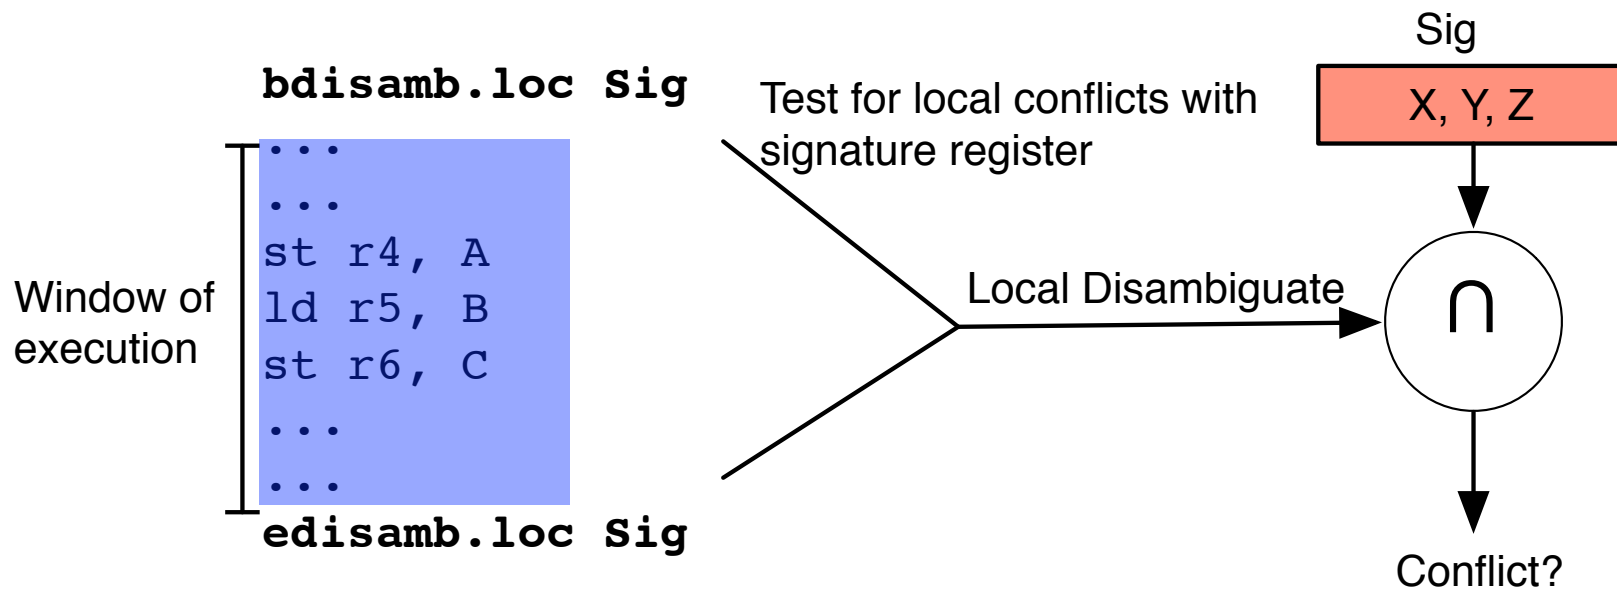 bdisamb.loc Sig
...
...
st r4, A
ld r5, B
st r6, C
...
...
edisamb.loc Sig
Window of
execution
Test for local conflicts with
signature register
Local Disambiguate
Sig
X, Y, Z
∩
Conflict?